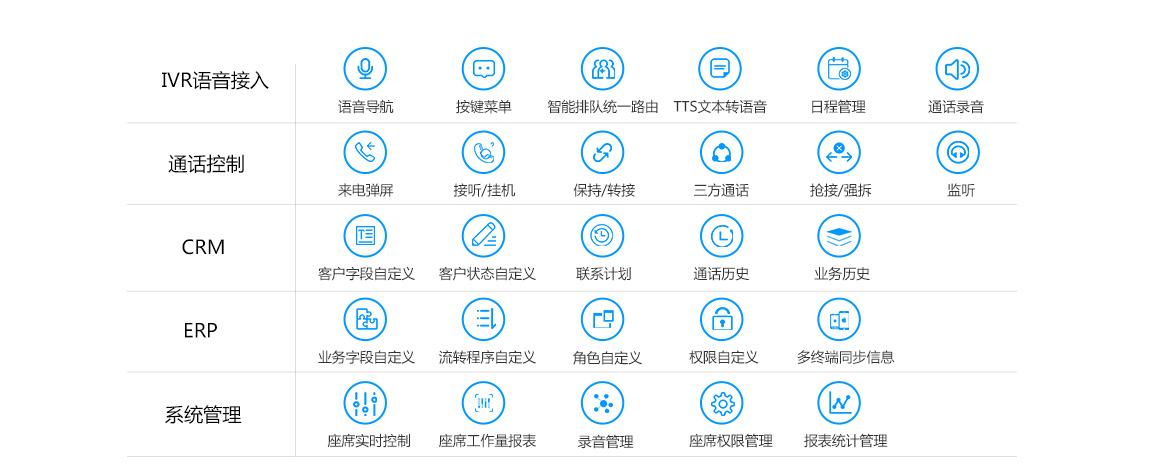 IVR语音接入
语音导航 按键菜单 智能排队统一路由 TTS文本转语音 日程管理 通话录音
通话控制
来电弹屏 接听/挂机 保持/转接 三方通话 抢接/强拆 监听
CRM
客户字段自定义 客户状态自定义 联系计划 通话历史 业务历史
ERP
业务字段自定义 流转程序自定义 角色自定义 权限自定义 多终端同步信息
系统管理
座席实时控制 座席工作量报表 录音管理 座席权限管理 报表统计管理